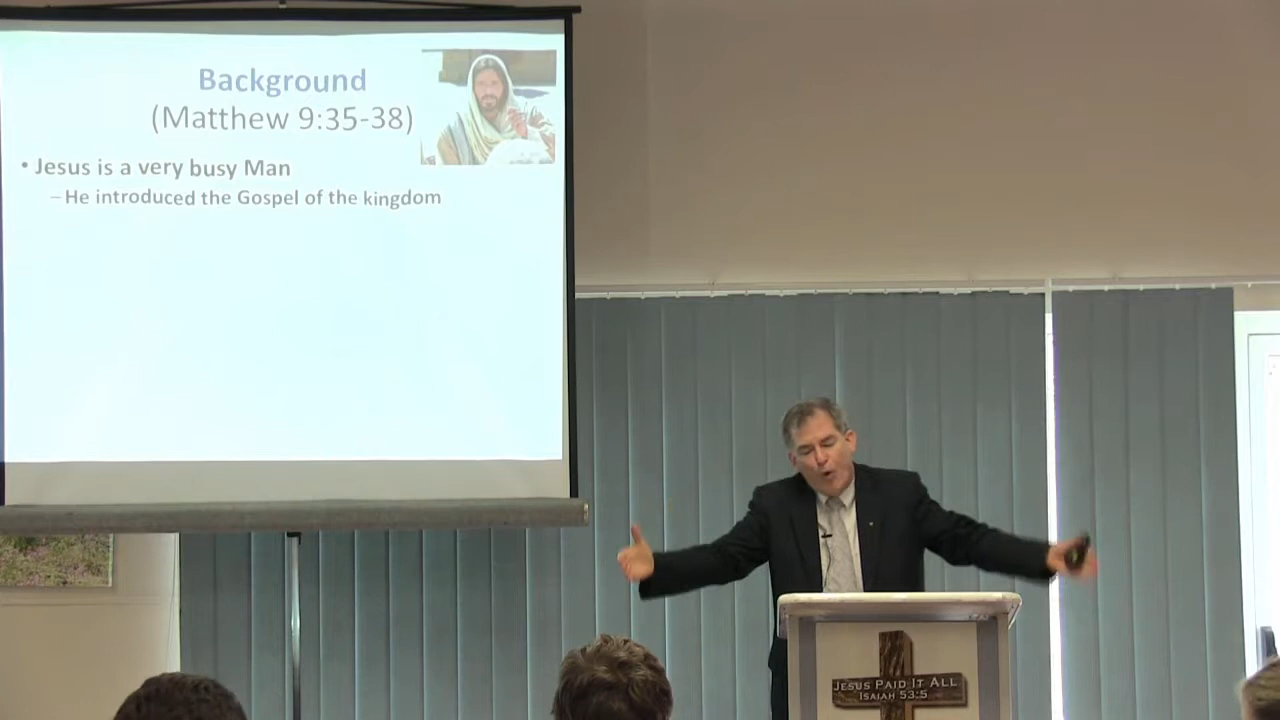 Background
(Matthew 9:35-38)
• Jesus is a very busy Man
– He introduced the Gospel of the kingdom
JESUS PAID IT ALL
ISAIAH 53:5